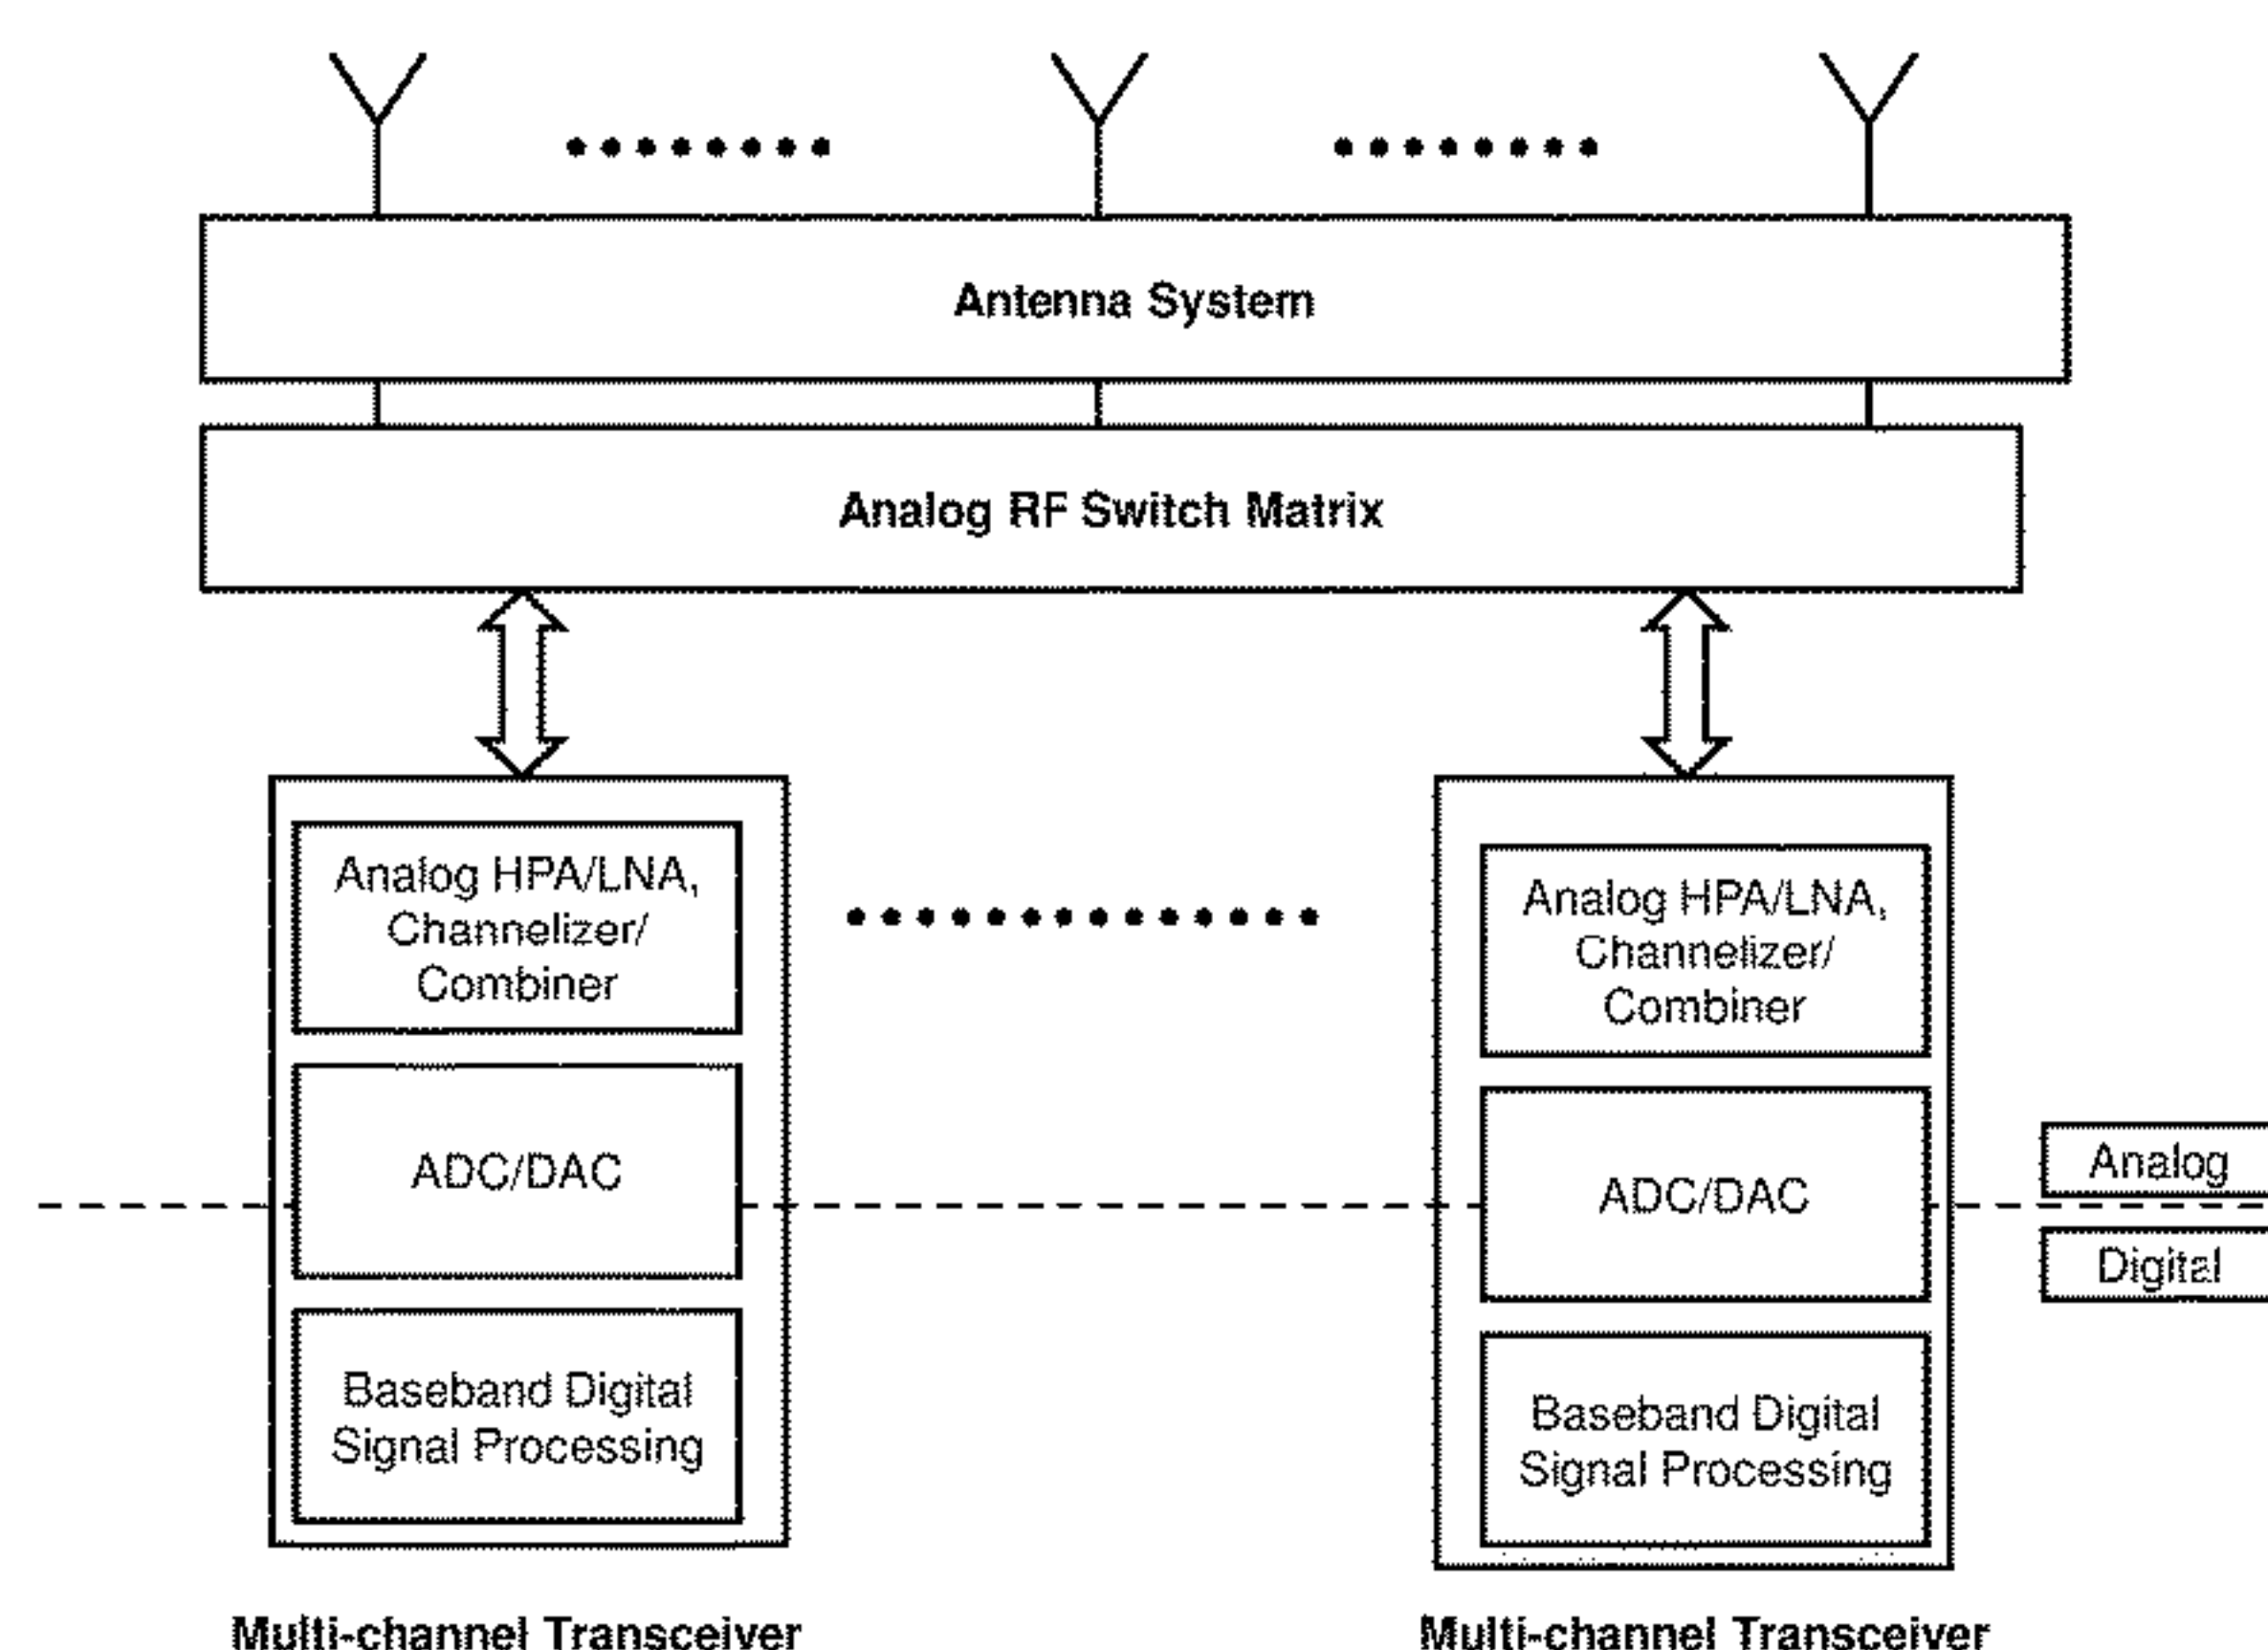 Antenna System
Analog RF Switch Matrix
Analog HPA/LNA,
Channelizer/
Combiner
ADC/DAC
Baseband Digital
Signal Processing
Multi-channel Transceiver
Analog HPA/LNA,
Channelizer/
Combiner
ADC/DAC
Baseband Digital
Signal Processing
Multi-channel Transceiver
Analog
Digital